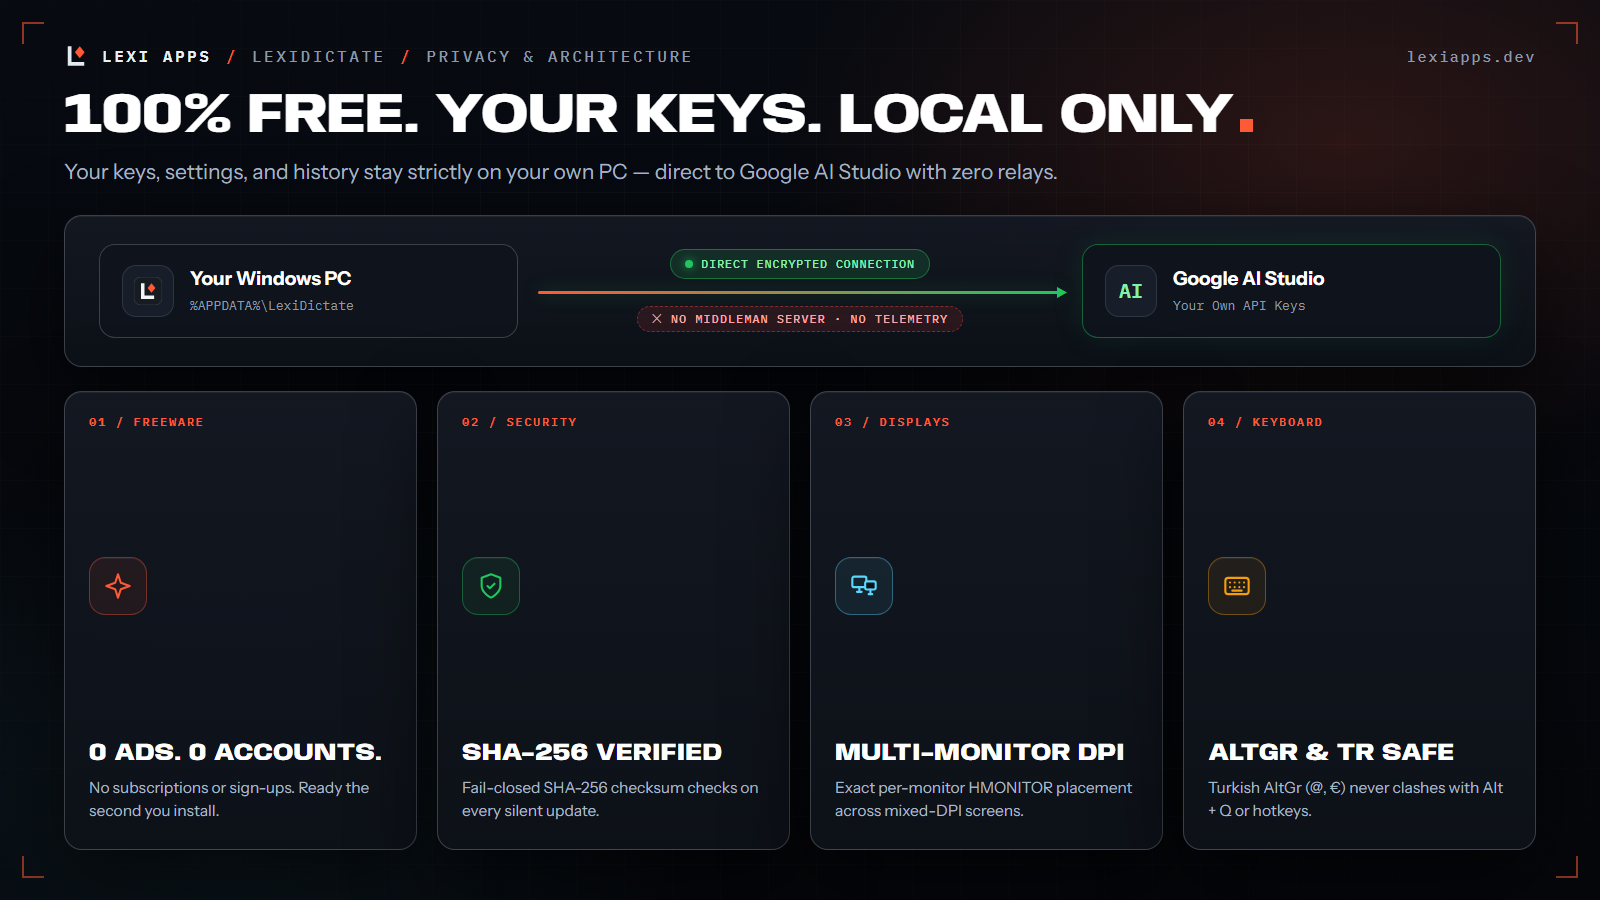 LEXI APPS / LEXIDICTATE / PRIVACY & ARCHITECTURE
lexiapps.dev
100% FREE. YOUR KEYS. LOCAL ONLY.
Your keys, settings, and history stay strictly on your own PC — direct to Google AI Studio with zero relays.
Your Windows PC
%APPDATA%\LexiDictate
DIRECT ENCRYPTED CONNECTION
NO MIDDLEMAN SERVER · NO TELEMETRY
AI
Google AI Studio
Your Own API Keys
01 / FREEWARE
0 ADS. 0 ACCOUNTS.
No subscriptions or sign-ups. Ready the
second you install.
02 / SECURITY
SHA-256 VERIFIED
Fail-closed SHA-256 checksum checks on
every silent update.
03 / DISPLAYS
MULTI-MONITOR DPI
Exact per-monitor HMONITOR placement
across mixed-DPI screens.
04 / KEYBOARD
ALTGR & TR SAFE
Turkish AltGr (@, €) never clashes with Alt
+ Q or hotkeys.